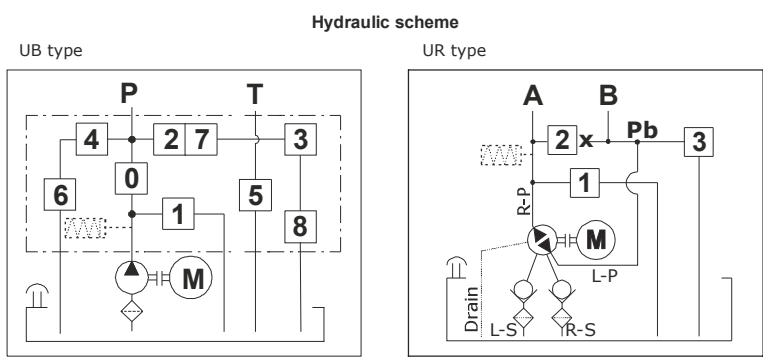 Hydraulic scheme
UB type
UR type
P T
4 2 7 3
0
6 1 5
8
M
A B
2 x Pb 3
1
R-P
M
L-P
Drain
L-S R-S